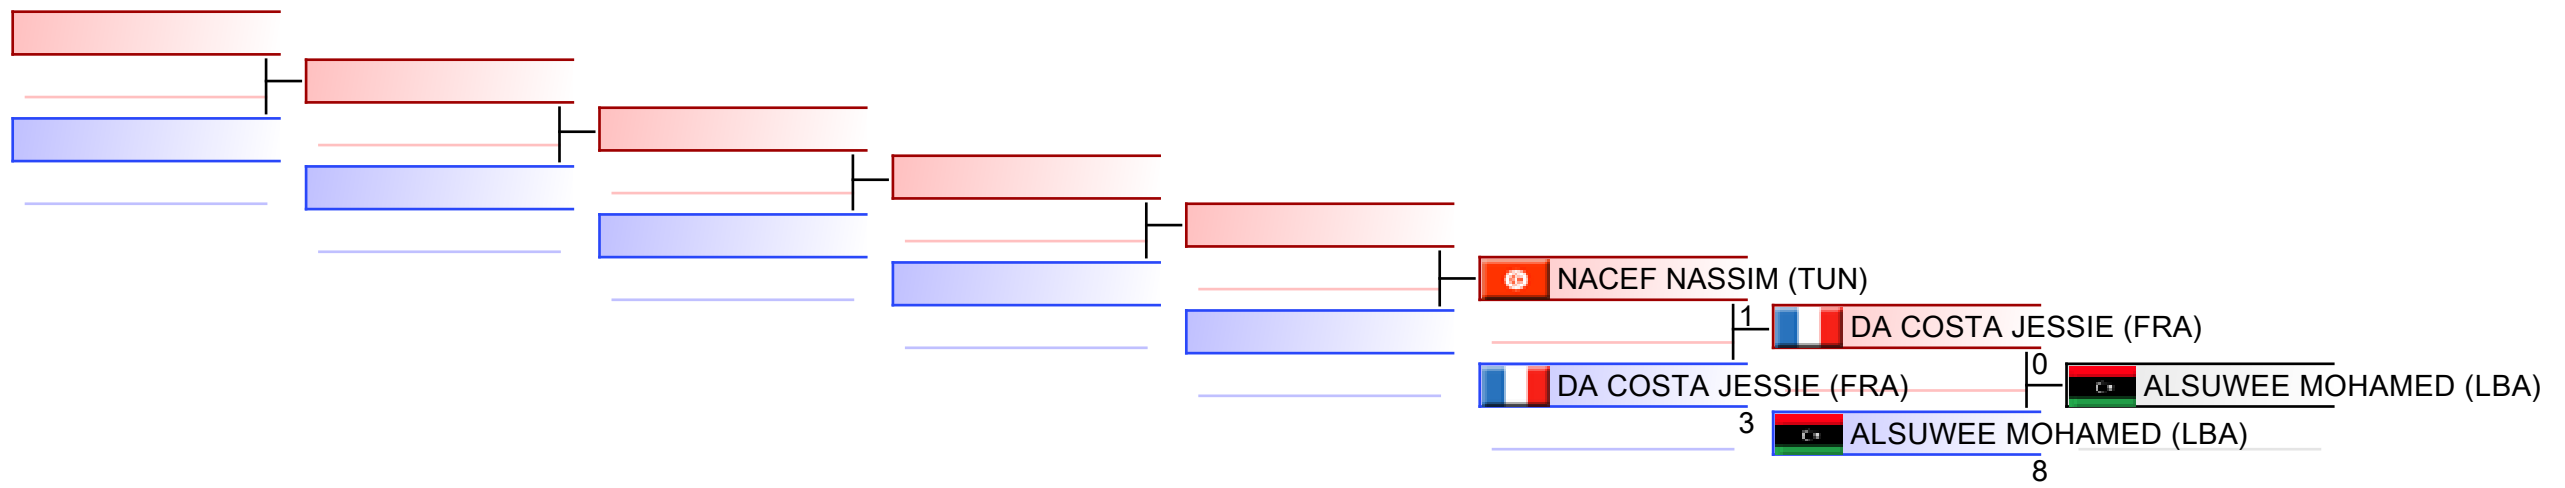 NACEF NASSIM (TUN)
1
DA COSTA JESSIE (FRA)
DA COSTA JESSIE (FRA)
3
0
ALSUWEE MOHAMED (LBA)
ALSUWEE MOHAMED (LBA)
8